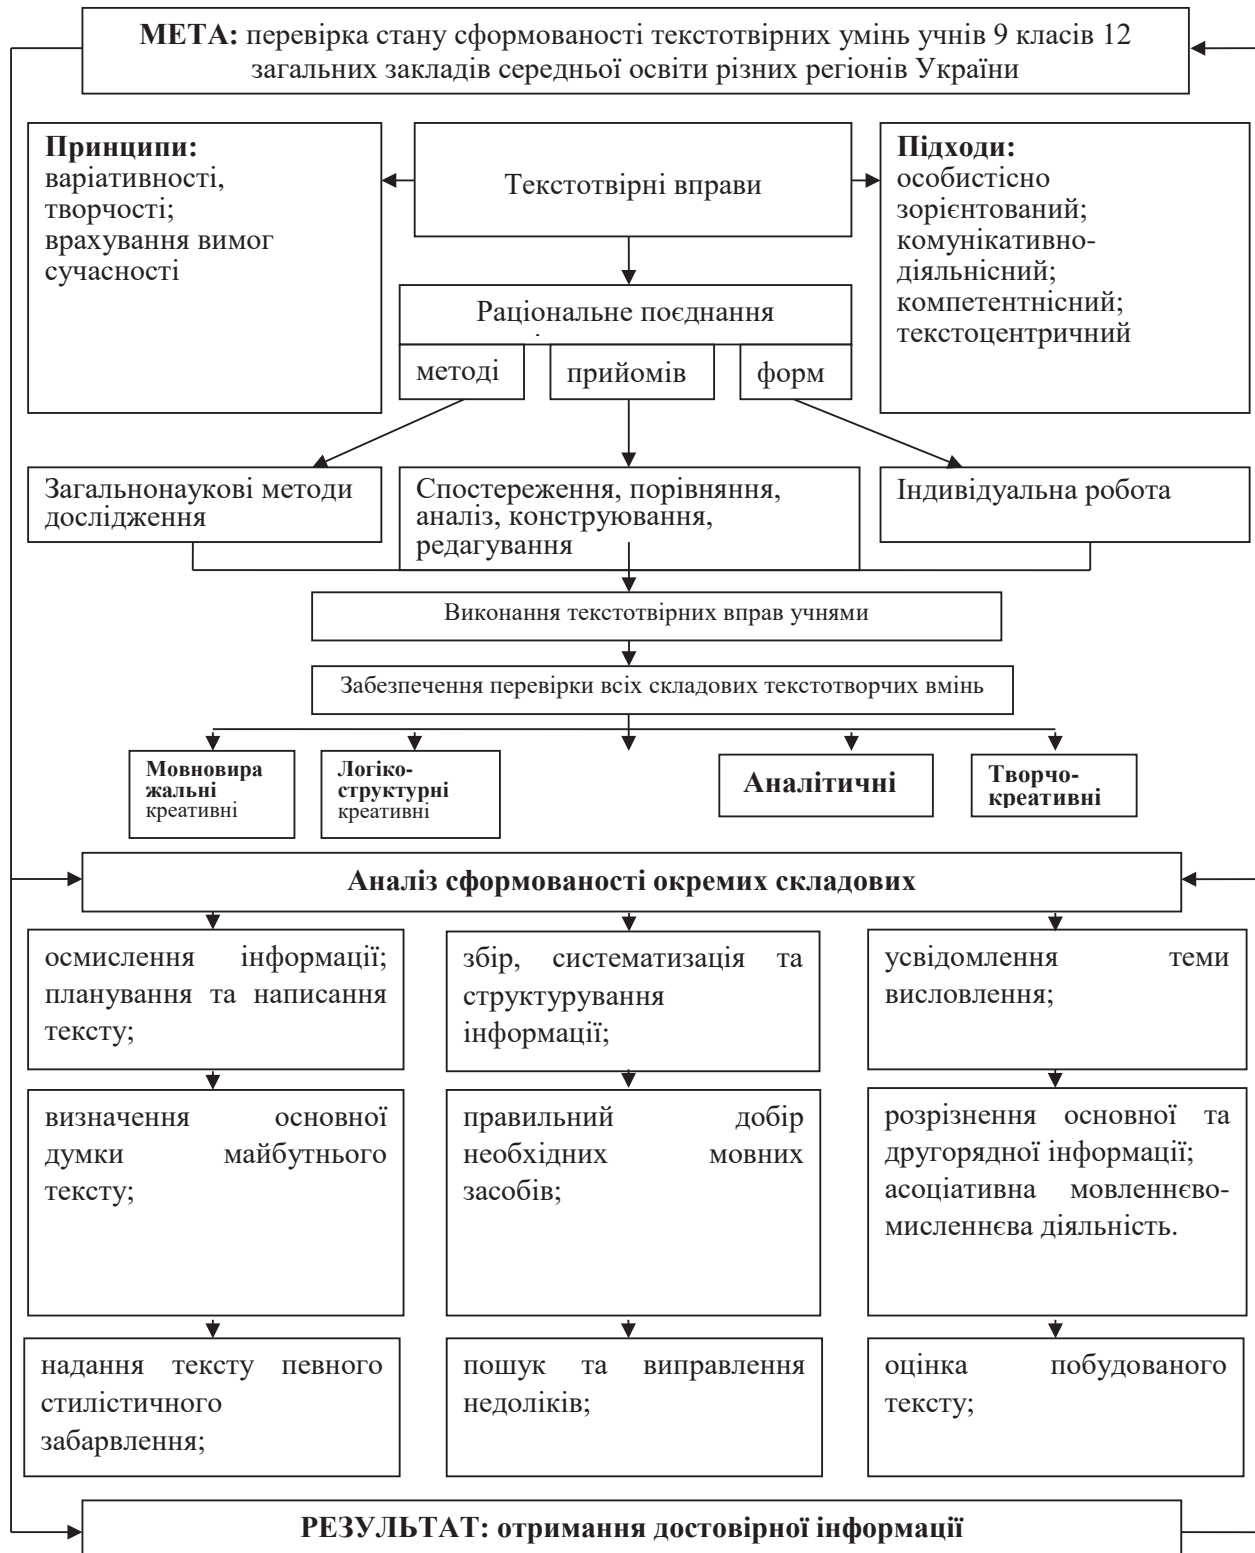 МЕТА: перевірка стану сформованості текстотвірних умінь учнів 9 класів 12
загальних закладів середньої освіти різних регіонів України
Принципи:
варіативності,
творчості;
врахування вимог
сучасності
Текстотвірні вправи
Підходи:
особистісно
зорієнтований;
комунікативно-
діяльнісний;
компетентнісний;
текстоцентричний
Раціональне поєднання
методі
прийомів
форм
Загальнонаукові методи
дослідження
Спостереження, порівняння,
аналіз, конструювання,
редагування
Індивідуальна робота
Виконання текстотвірних вправ учнями
Забезпечення перевірки всіх складових текстотворчих вмінь
Мовновира
жальні
креативні
Логіко-
структурні
креативні
Аналітичні
Творчо-
креативні
Аналіз сформованості окремих складових
осмислення інформації;
планування та написання
тексту;
збір, систематизація та
структурування
інформації;
усвідомлення теми
висловлення;
визначення основної
думки майбутнього
тексту;
правильний добір
необхідних мовних
засобів;
розрізнення основної та
другорядної інформації;
асоціативна мовленнєво-
мисленнєва діяльність.
надання тексту певного
стилістичного
забарвлення;
пошук та виправлення
недоліків;
оцінка побудованого
тексту;
РЕЗУЛЬТАТ: отримання достовірної інформації